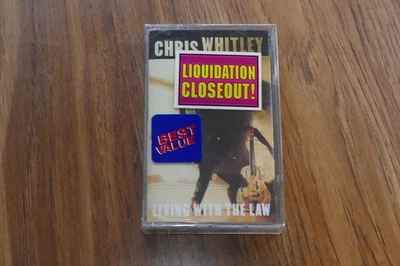 CHRIS WHITLEY
LIQUIDATION
CLOSEOUT!
BEST
VALUE
LIVING WITH THE LAW